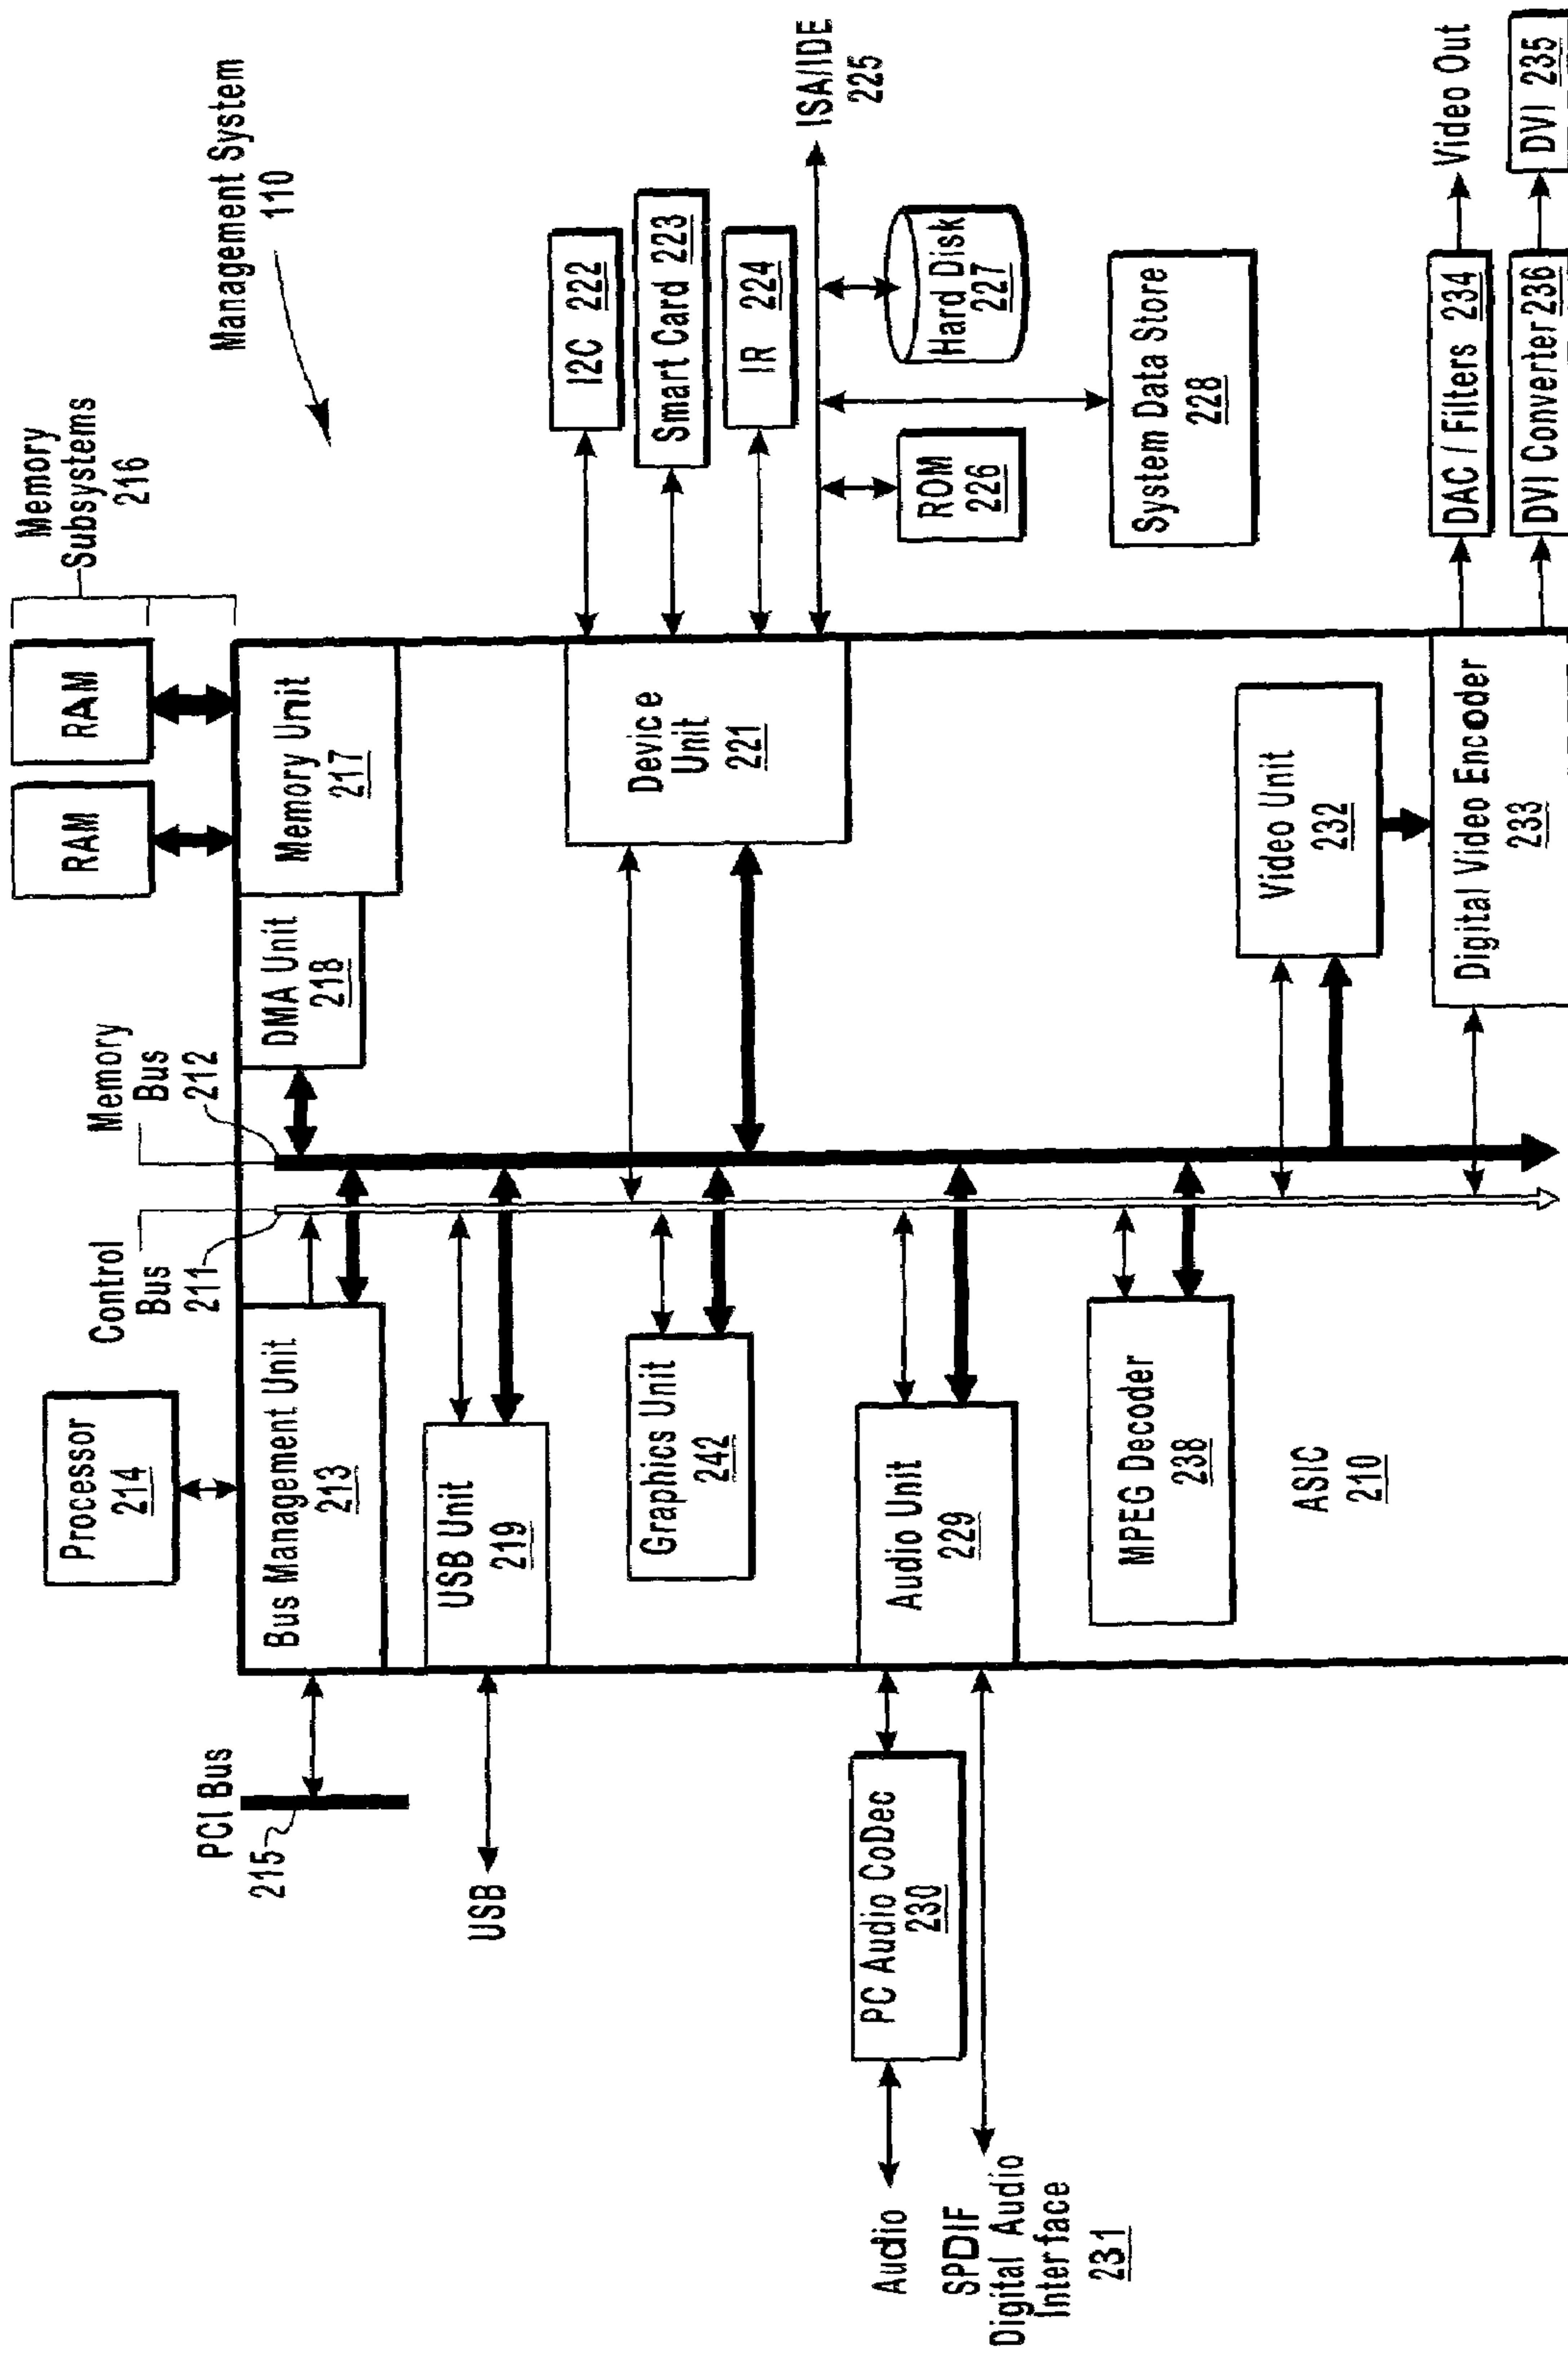 Management System
110
Memory
Subsystems
216
RAM
RAM
Processor
214
Control
Bus
211
Memory
Bus
212
PCI Bus
215
Bus Management Unit
213
DMA Unit
218
Memory Unit
217
USB
USB Unit
219
Graphics Unit
242
Device
Unit
221
I2C 222
Smart Card 223
IR 224
ISA/IDE
225
ROM
226
Hard Disk
227
System Data Store
228
Audio
PC Audio CoDec
230
SPDIF
Digital Audio
Interface
231
Audio Unit
229
MPEG Decoder
238
ASIC
210
Video Unit
232
Digital Video Encoder
233
DAC / Filters 234
Video Out
DVI Converter 236
DVI 235